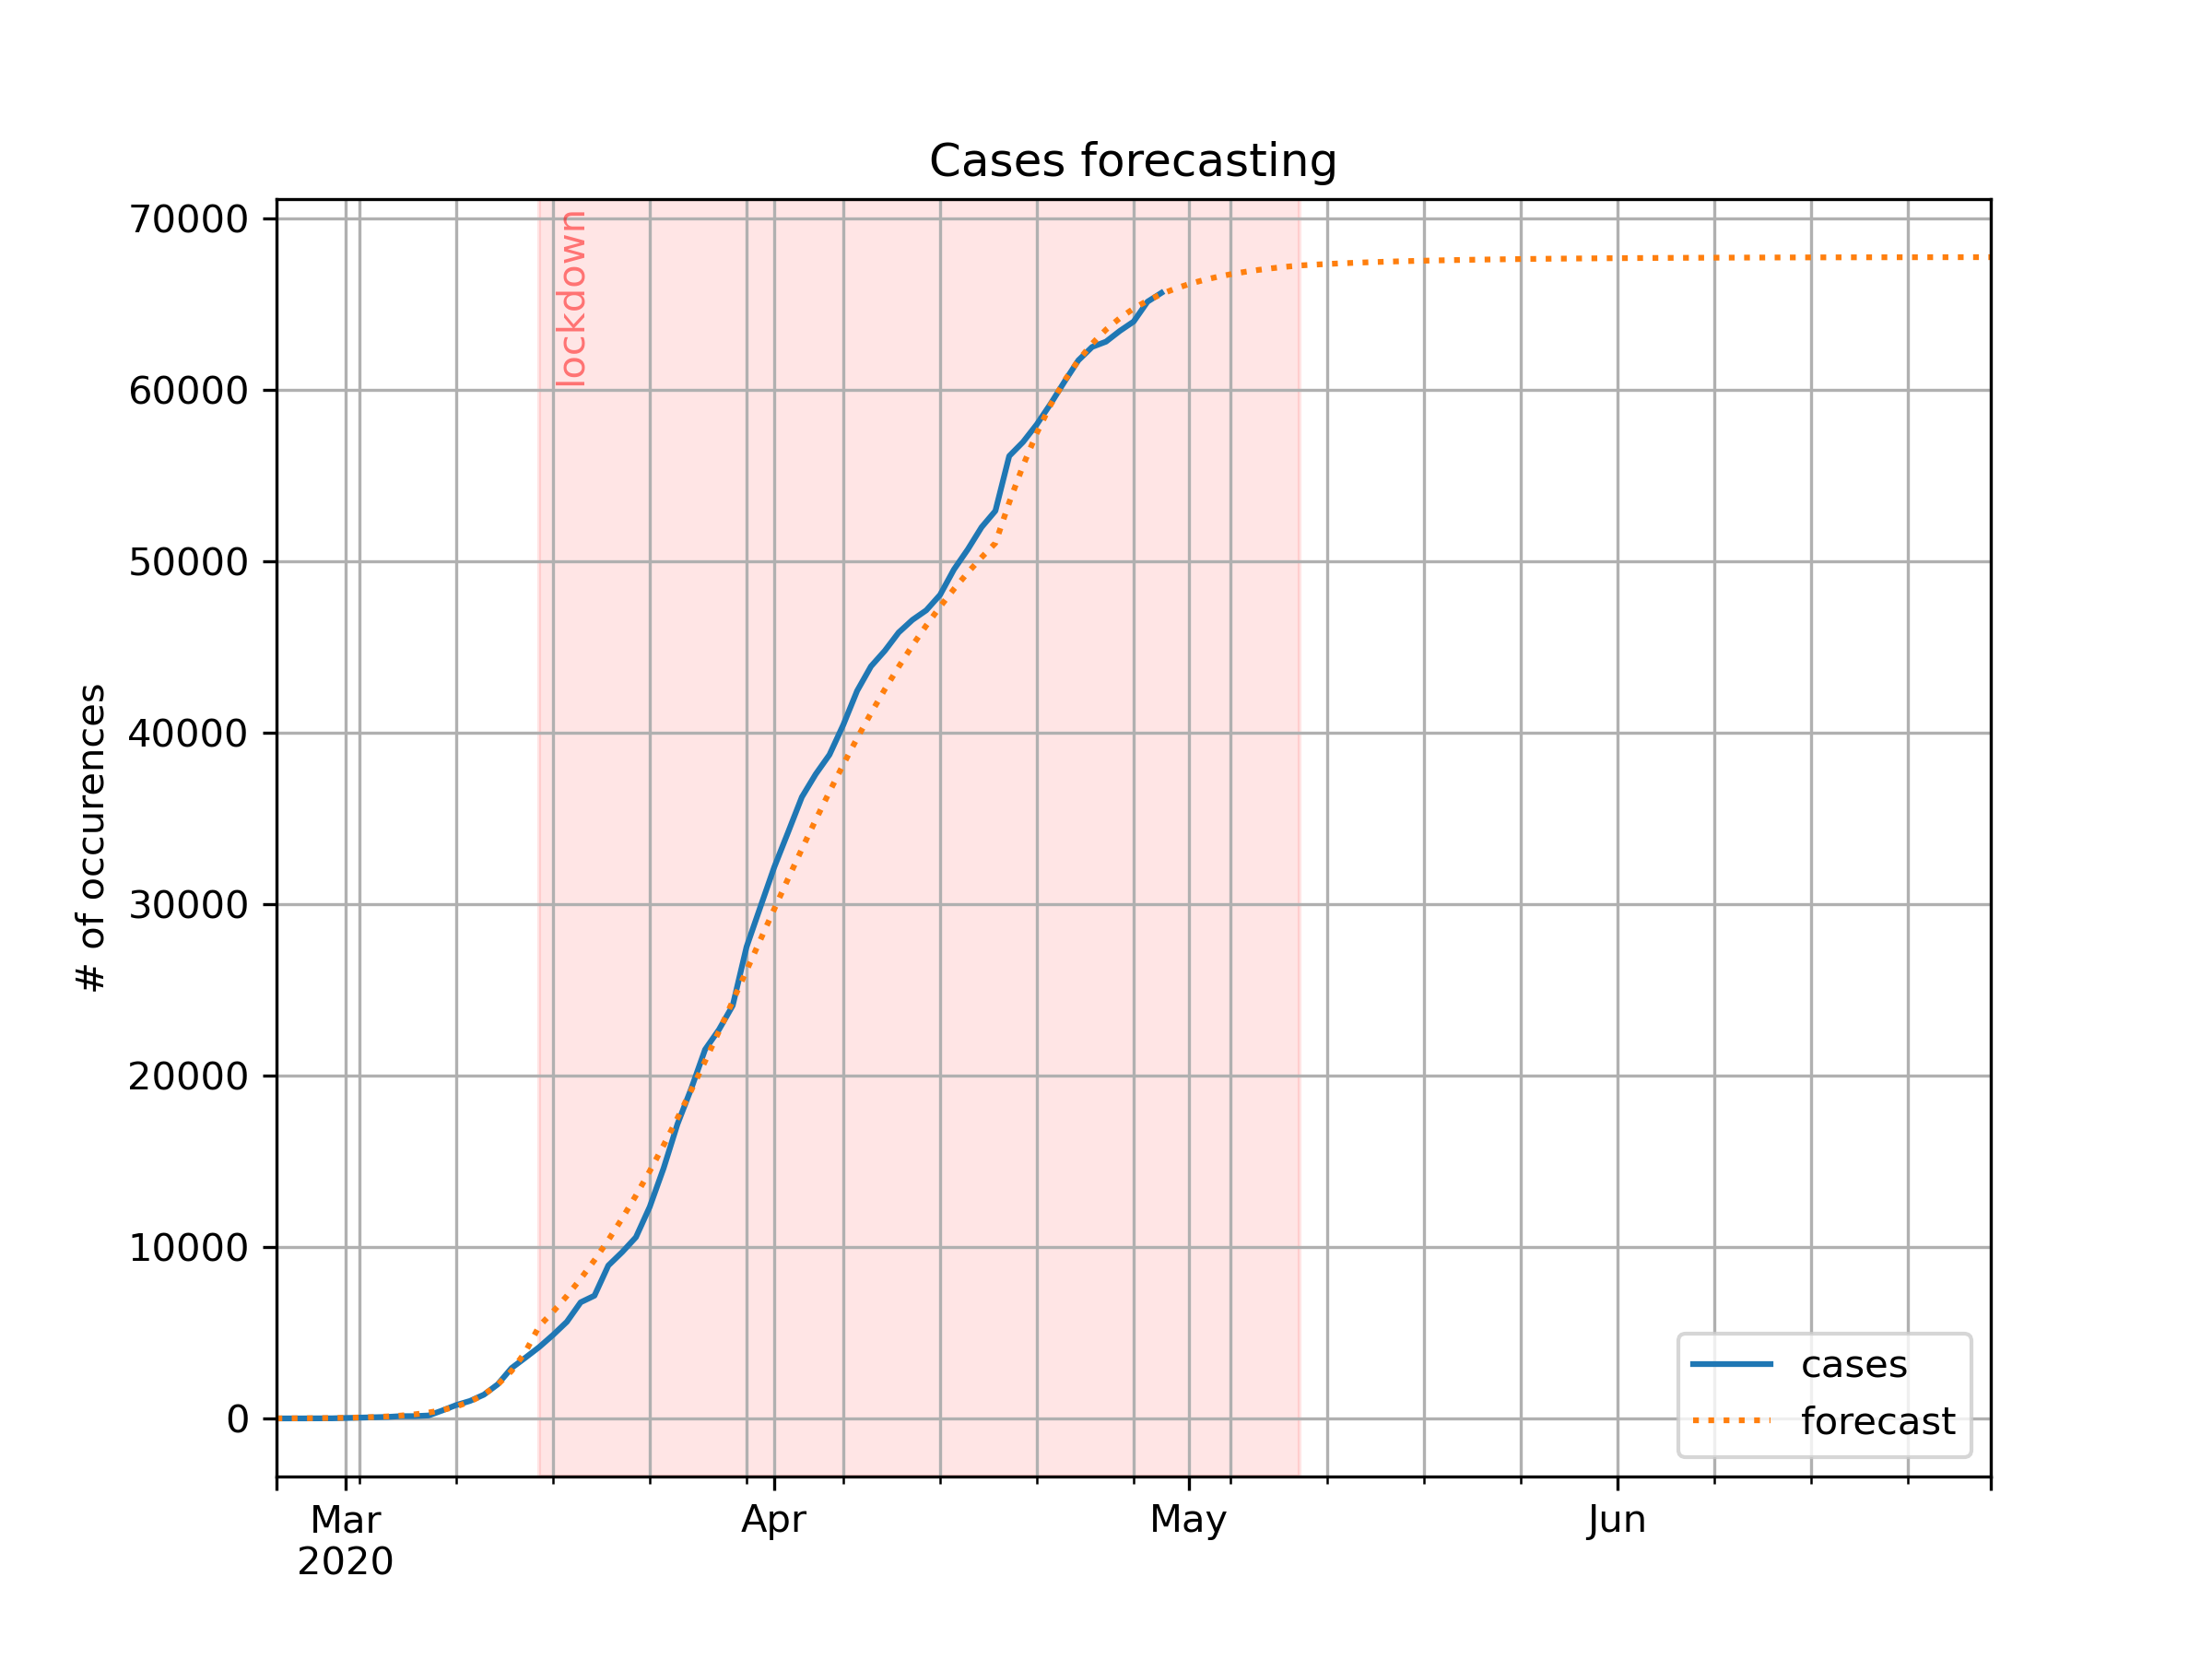 Cases forecasting
70000
60000
50000
40000
30000
20000
10000
0
# of occurences
lockdown
Mar
2020
Apr
May
Jun
cases
forecast